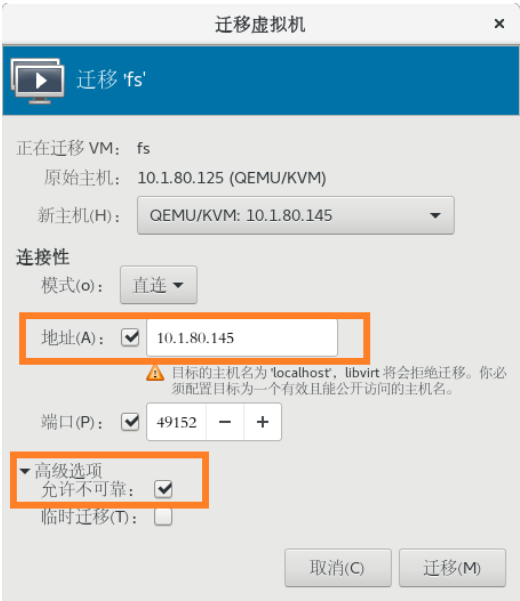 迁移虚拟机
迁移 'fs'
正在迁移 VM： fs
原始主机： 10.1.80.125 (QEMU/KVM)
新主机(H)： QEMU/KVM: 10.1.80.145
连接性
模式(o)： 直连
地址(A)： 10.1.80.145
目标的主机名为 'localhost'，libvirt 将会拒绝迁移。你必
须配置目标为一个有效且能公开访问的主机名。
端口(P)： 49152 − +
高级选项
允许不可靠：
临时迁移(T)：
取消(C) 迁移(M)